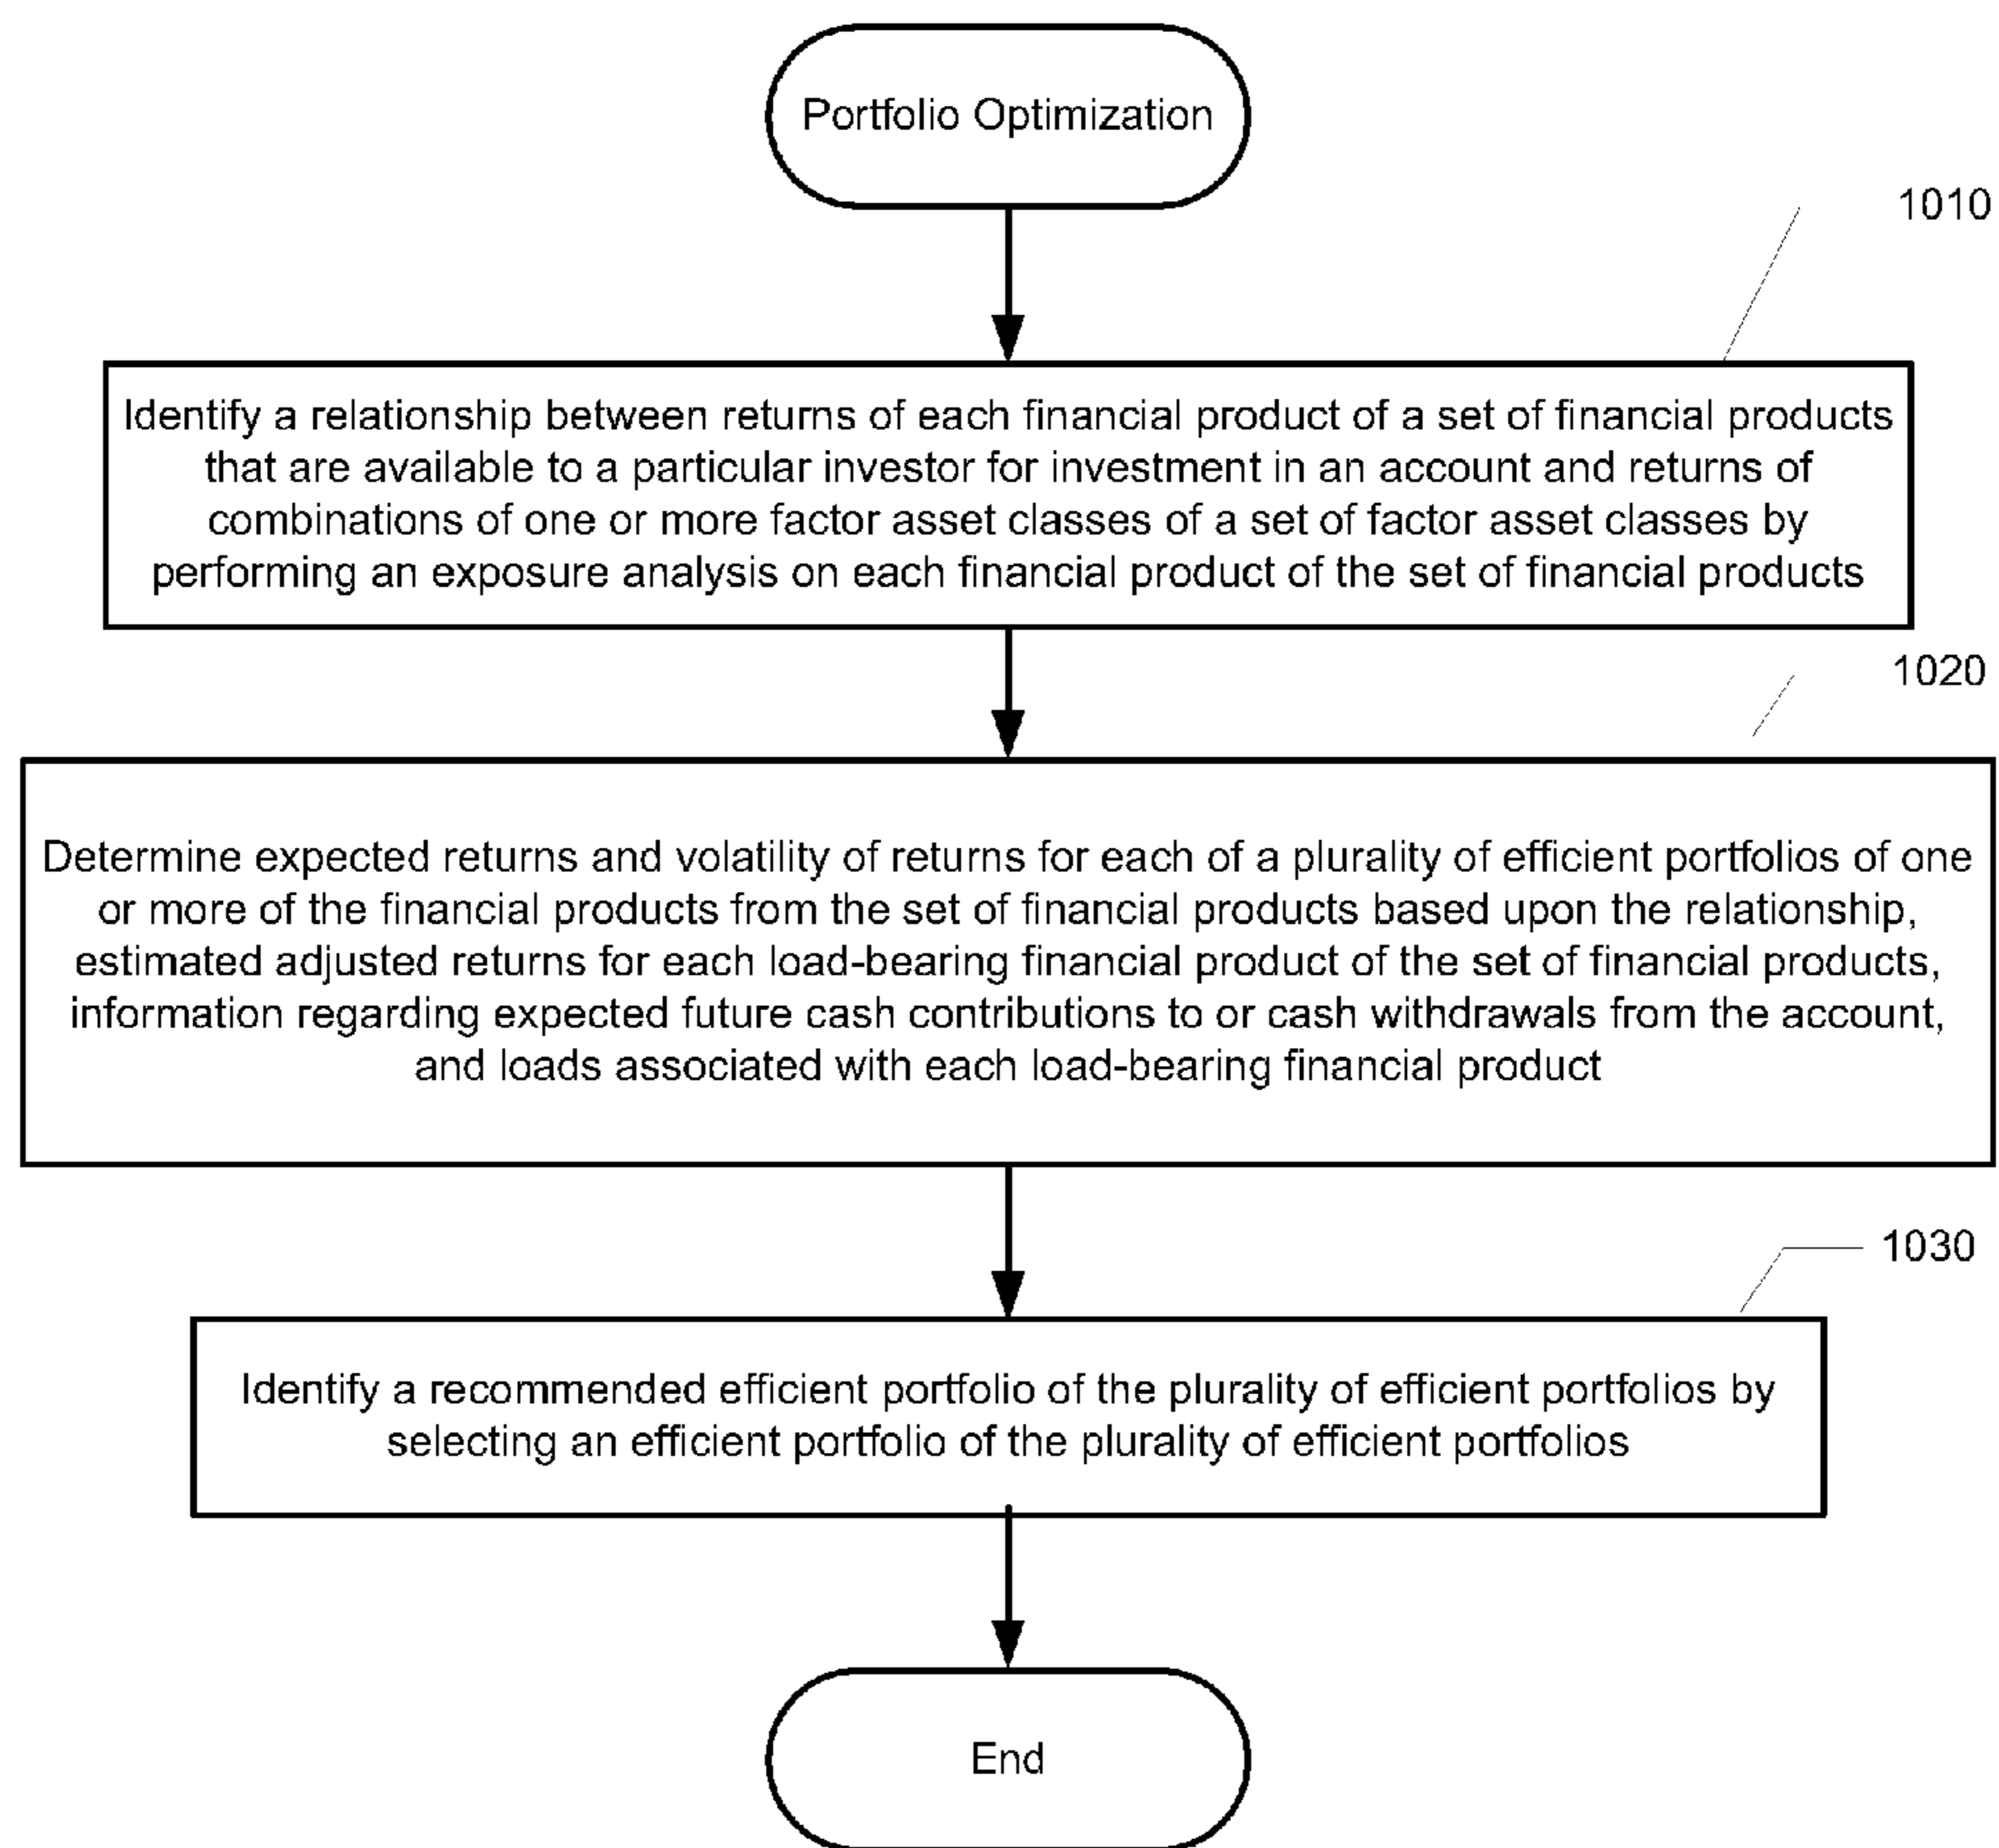 Portfolio Optimization
1010
Identify a relationship between returns of each financial product of a set of financial products
that are available to a particular investor for investment in an account and returns of
combinations of one or more factor asset classes of a set of factor asset classes by
performing an exposure analysis on each financial product of the set of financial products
1020
Determine expected returns and volatility of returns for each of a plurality of efficient portfolios of one
or more of the financial products from the set of financial products based upon the relationship,
estimated adjusted returns for each load-bearing financial product of the set of financial products,
information regarding expected future cash contributions to or cash withdrawals from the account,
and loads associated with each load-bearing financial product
1030
Identify a recommended efficient portfolio of the plurality of efficient portfolios by
selecting an efficient portfolio of the plurality of efficient portfolios
End